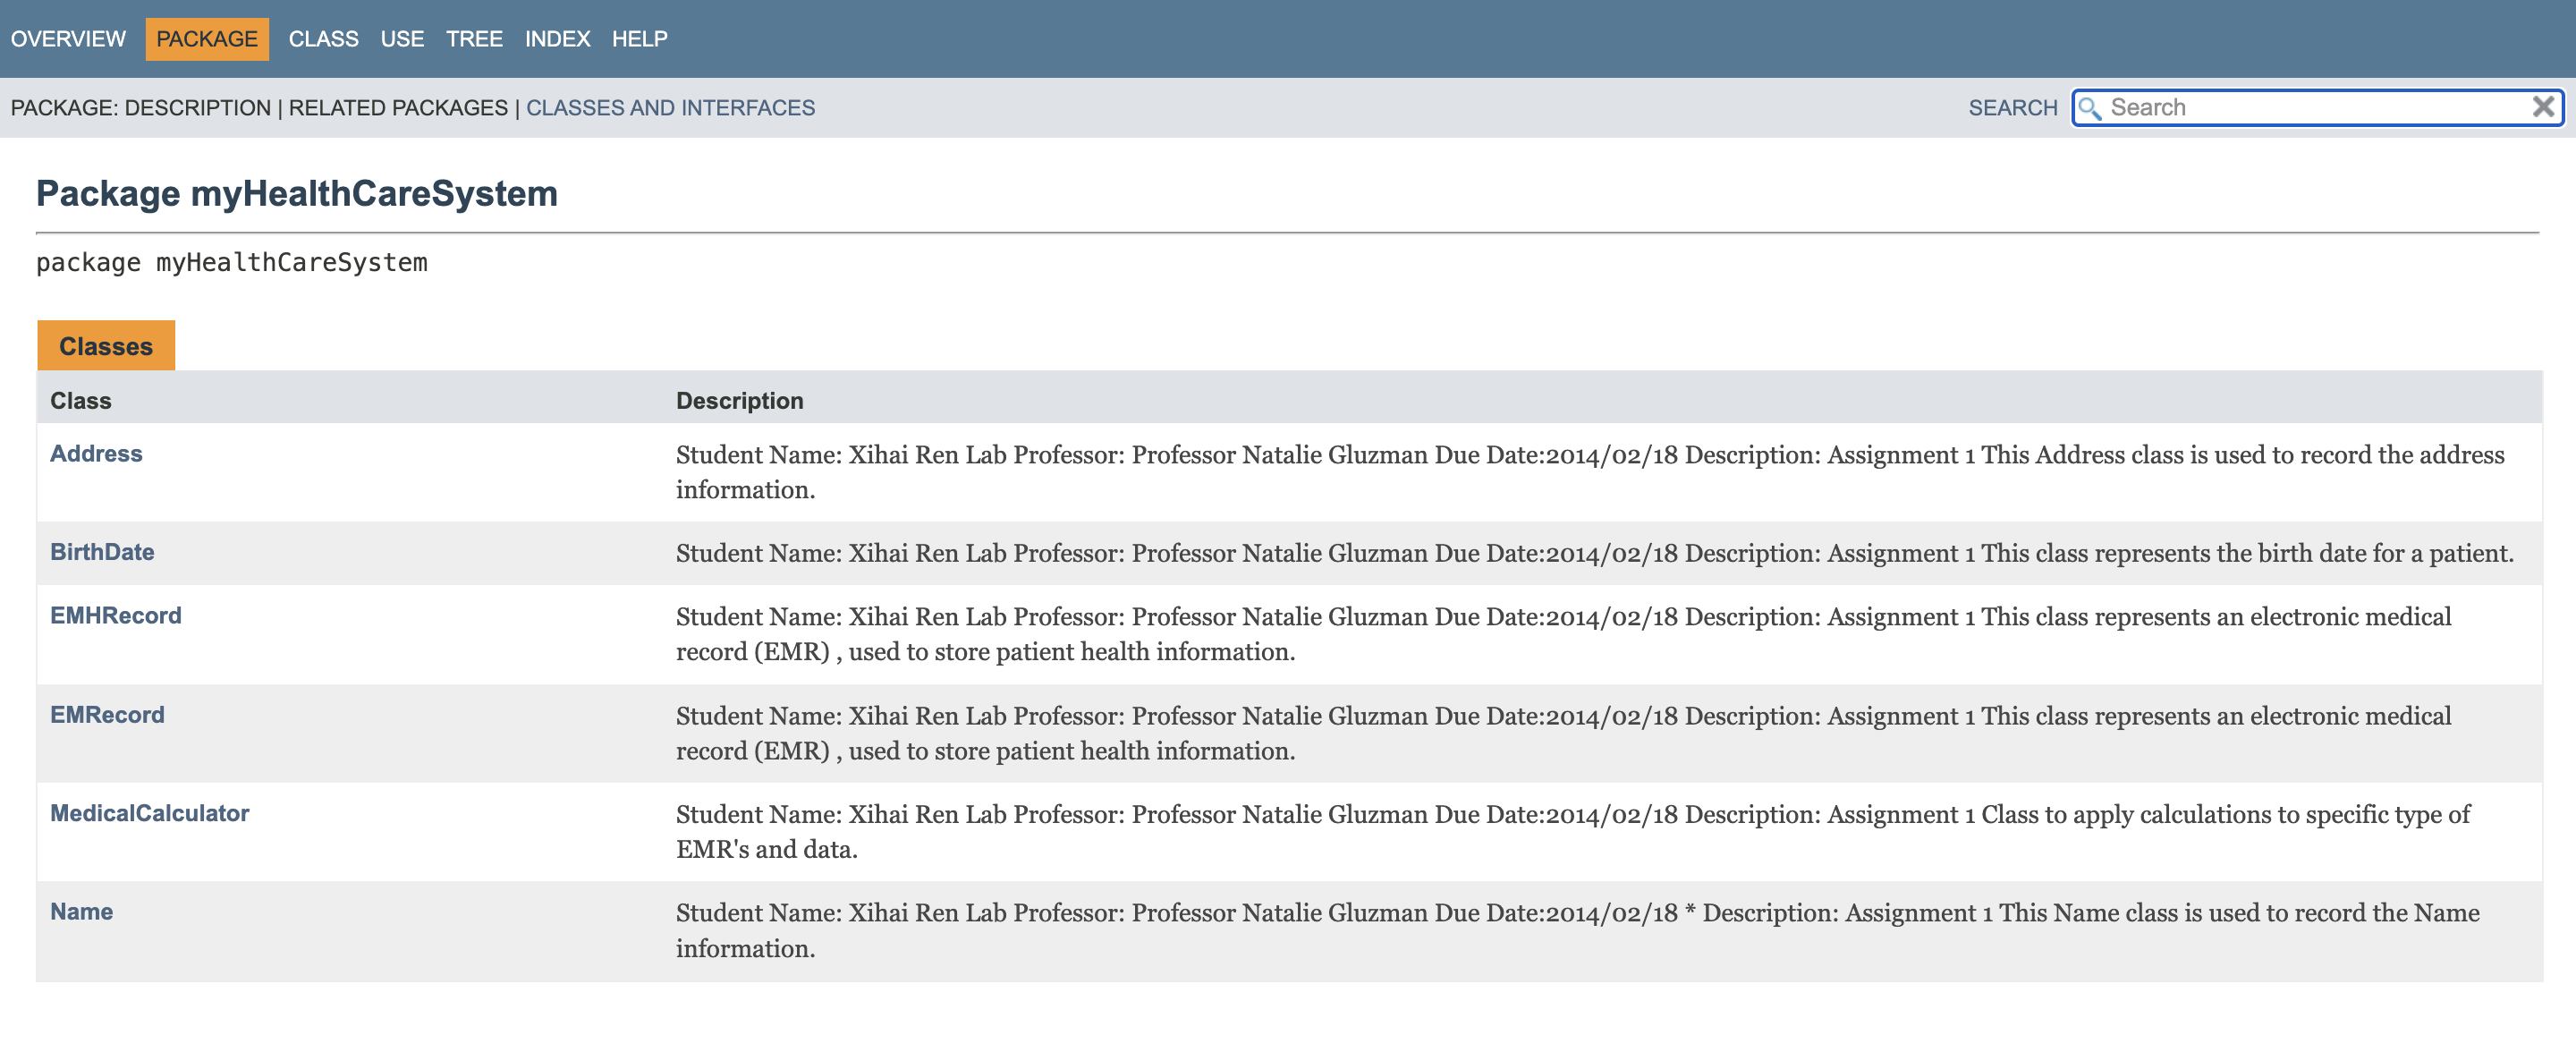 OVERVIEW PACKAGE CLASS USE TREE INDEX HELP
PACKAGE: DESCRIPTION | RELATED PACKAGES | CLASSES AND INTERFACES SEARCH Search
Package myHealthCareSystem
package myHealthCareSystem
Classes
Class Description
Address Student Name: Xihai Ren Lab Professor: Professor Natalie Gluzman Due Date:2014/02/18 Description: Assignment 1 This Address class is used to record the address
information.
BirthDate Student Name: Xihai Ren Lab Professor: Professor Natalie Gluzman Due Date:2014/02/18 Description: Assignment 1 This class represents the birth date for a patient.
EMHRecord Student Name: Xihai Ren Lab Professor: Professor Natalie Gluzman Due Date:2014/02/18 Description: Assignment 1 This class represents an electronic medical
record (EMR) , used to store patient health information.
EMRecord Student Name: Xihai Ren Lab Professor: Professor Natalie Gluzman Due Date:2014/02/18 Description: Assignment 1 This class represents an electronic medical
record (EMR) , used to store patient health information.
MedicalCalculator Student Name: Xihai Ren Lab Professor: Professor Natalie Gluzman Due Date:2014/02/18 Description: Assignment 1 Class to apply calculations to specific type of
EMR's and data.
Name Student Name: Xihai Ren Lab Professor: Professor Natalie Gluzman Due Date:2014/02/18 * Description: Assignment 1 This Name class is used to record the Name
information.